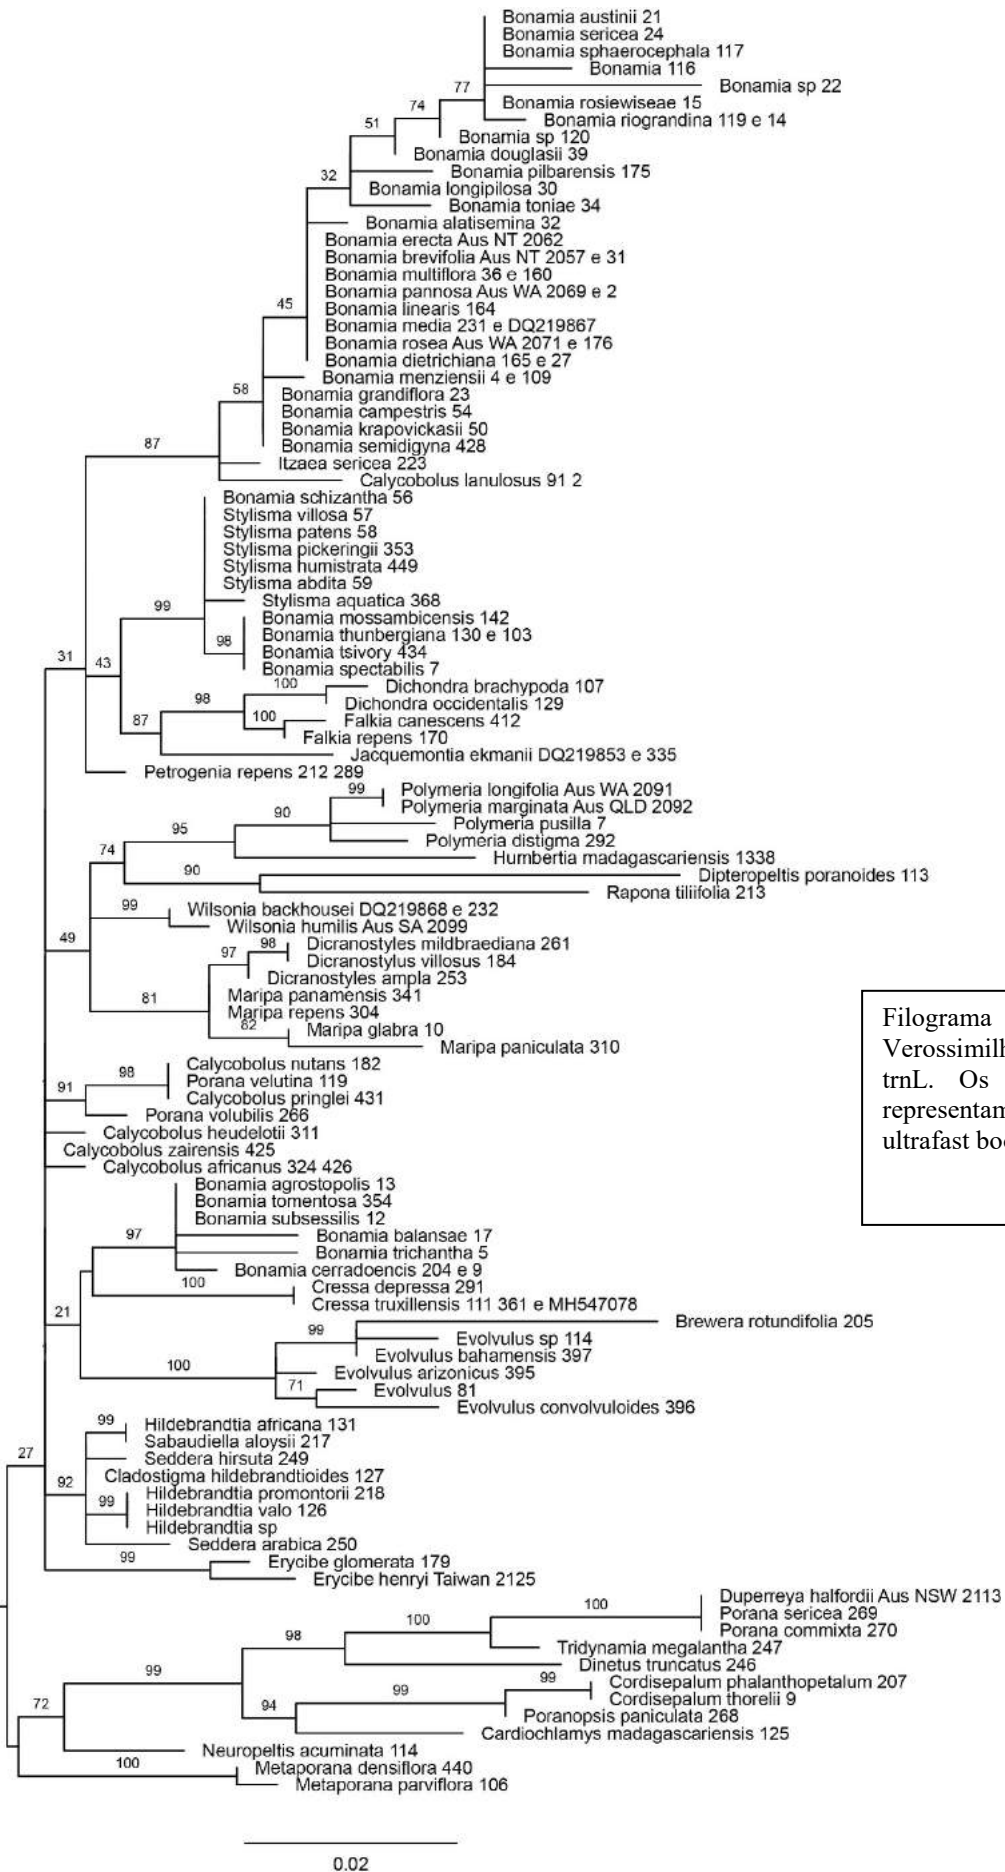 Bonamia austinii 21
Bonamia sericea 24
Bonamia sphaerocephala 117
Bonamia 116
77
Bonamia sp 22
Bonamia rosiewiseae 15
74
Bonamia riograndina 119 e 14
51
Bonamia sp 120
Bonamia douglasii 39
Bonamia pilbarensis 175
32
Bonamia longipilosa 30
Bonamia toniae 34
Bonamia alatisemina 32
Bonamia erecta Aus NT 2062
Bonamia brevifolia Aus NT 2057 e 31
Bonamia multiflora 36 e 160
Bonamia pannosa Aus WA 2069 e 2
45
Bonamia linearis 164
Bonamia media 231 e DQ219867
Bonamia rosea Aus WA 2071 e 176
Bonamia dietrichiana 165 e 27
Bonamia menziensii 4 e 109
58
Bonamia grandiflora 23
Bonamia campestris 54
Bonamia krapovickasii 50
87
Bonamia semidigyna 428
Itzaea sericea 223
Calycobolus lanulosus 91 2
Bonamia schizantha 56
Stylisma villosa 57
Stylisma patens 58
Stylisma pickeringii 353
Stylisma humistrata 449
Stylisma abdita 59
99
Stylisma aquatica 368
Bonamia mossambicensis 142
98
Bonamia thunbergiana 130 e 103
Bonamia tsivory 434
31
43
Bonamia spectabilis 7
100
Dichondra brachypoda 107
98
Dichondra occidentalis 129
100
Falkia canescens 412
87
Falkia repens 170
Jacquemontia ekmanii DQ219853 e 335
Petrogenia repens 212 289
99
Polymeria longifolia Aus WA 2091
Polymeria marginata Aus QLD 2092
90
Polymeria pusilla 7
95
Polymeria distigma 292
74
Humbertia madagascariensis 1338
90
Dipteropeltis poranoides 113
Rapona tiliifolia 213
99
Wilsonia backhousei DQ219868 e 232
Wilsonia humilis Aus SA 2099
49
98
Dicranostyles mildbraediana 261
97
Dicranostylus villosus 184
Dicranostyles ampla 253
81
Maripa panamensis 341
Maripa repens 304
82
Maripa glabra 10
Maripa paniculata 310
Filograma
Verossimilh
trnL. Os
representam
ultrafast boo
Calycobolus nutans 182
98
Porana velutina 119
91
Calycobolus pringlei 431
Porana volubilis 266
Calycobolus heudelotii 311
Calycobolus zairensis 425
Calycobolus africanus 324 426
Bonamia agrostopolis 13
Bonamia tomentosa 354
Bonamia subsessilis 12
97
Bonamia balansae 17
Bonamia trichantha 5
Bonamia cerradoencis 204 e 9
100
Cressa depressa 291
Cressa truxillensis 111 361 e MH547078
21
Brewera rotundifolia 205
99
Evolvulus sp 114
Evolvulus bahamensis 397
100
Evolvulus arizonicus 395
71
Evolvulus 81
Evolvulus convolvuloides 396
99
Hildebrandtia africana 131
Sabaudiella aloysii 217
27
Seddera hirsuta 249
92
Cladostigma hildebrandtioides 127
Hildebrandtia promontorii 218
99
Hildebrandtia valo 126
Hildebrandtia sp
Seddera arabica 250
99
Erycibe glomerata 179
Erycibe henryi Taiwan 2125
Duperreya halfordii Aus NSW 2113
100
Porana sericea 269
100
Porana commixta 270
98
Tridynamia megalantha 247
Dinetus truncatus 246
99
99
Cordisepalum phalanthopetalum 207
99
Cordisepalum thorelii 9
72
94
Poranopsis paniculata 268
Cardiochlamys madagascariensis 125
Neuropeltis acuminata 114
100
Metaporana densiflora 440
Metaporana parviflora 106
0.02